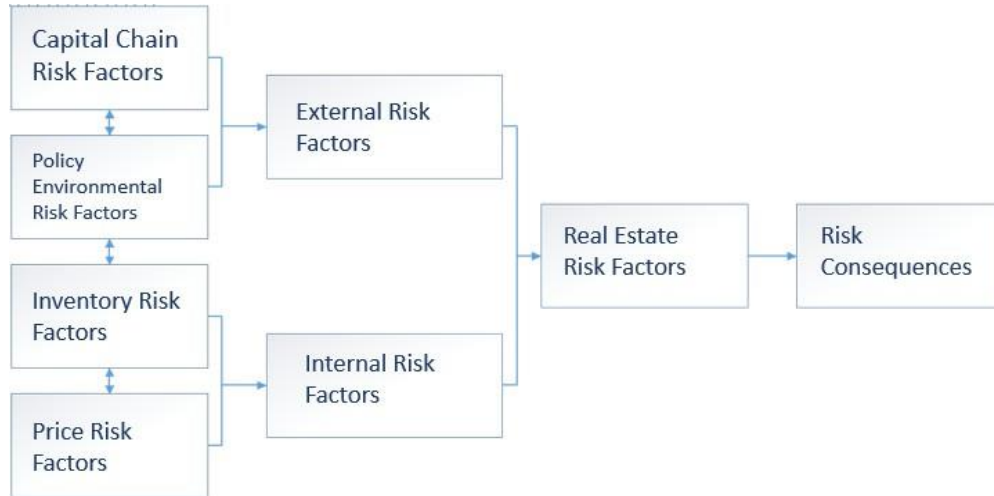 Capital Chain
Risk Factors
Policy
Environmental
Risk Factors
Inventory Risk
Factors
Price Risk
Factors
External Risk
Factors
Internal Risk
Factors
Real Estate
Risk Factors
Risk
Consequences